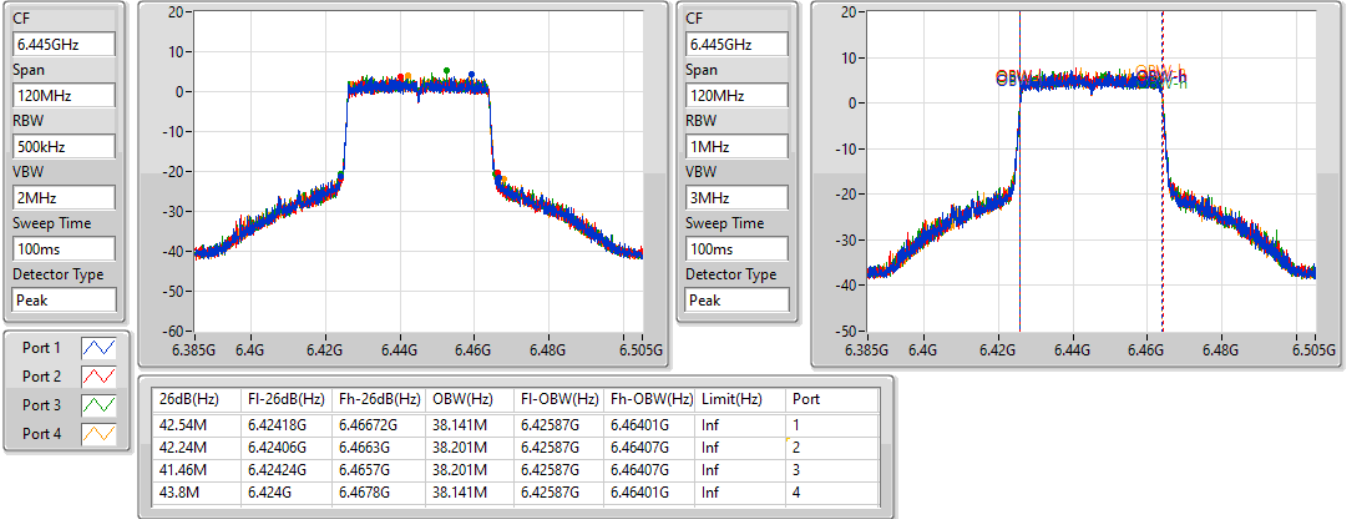 CF
6.445GHz
Span
120MHz
RBW
500kHz
VBW
2MHz
Sweep Time
100ms
Detector Type
Peak
20
10
0
-10
-20
-30
-40
-50
-60
6.385G 6.4G 6.42G 6.44G 6.46G 6.48G 6.505G
CF
6.445GHz
Span
120MHz
RBW
1MHz
VBW
3MHz
Sweep Time
100ms
Detector Type
Peak
20
10
0
-10
-20
-30
-40
-50
OBW-h
6.385G 6.4G 6.42G 6.44G 6.46G 6.48G 6.505G
Port 1
Port 2
Port 3
Port 4
26dB(Hz) Fl-26dB(Hz) Fh-26dB(Hz) OBW(Hz) Fl-OBW(Hz) Fh-OBW(Hz) Limit(Hz) Port
42.54M 6.42418G 6.46672G 38.141M 6.42587G 6.46401G Inf 1
42.24M 6.42406G 6.4663G 38.201M 6.42587G 6.46407G Inf 2
41.46M 6.42424G 6.4657G 38.201M 6.42587G 6.46407G Inf 3
43.8M 6.424G 6.4678G 38.141M 6.42587G 6.46401G Inf 4